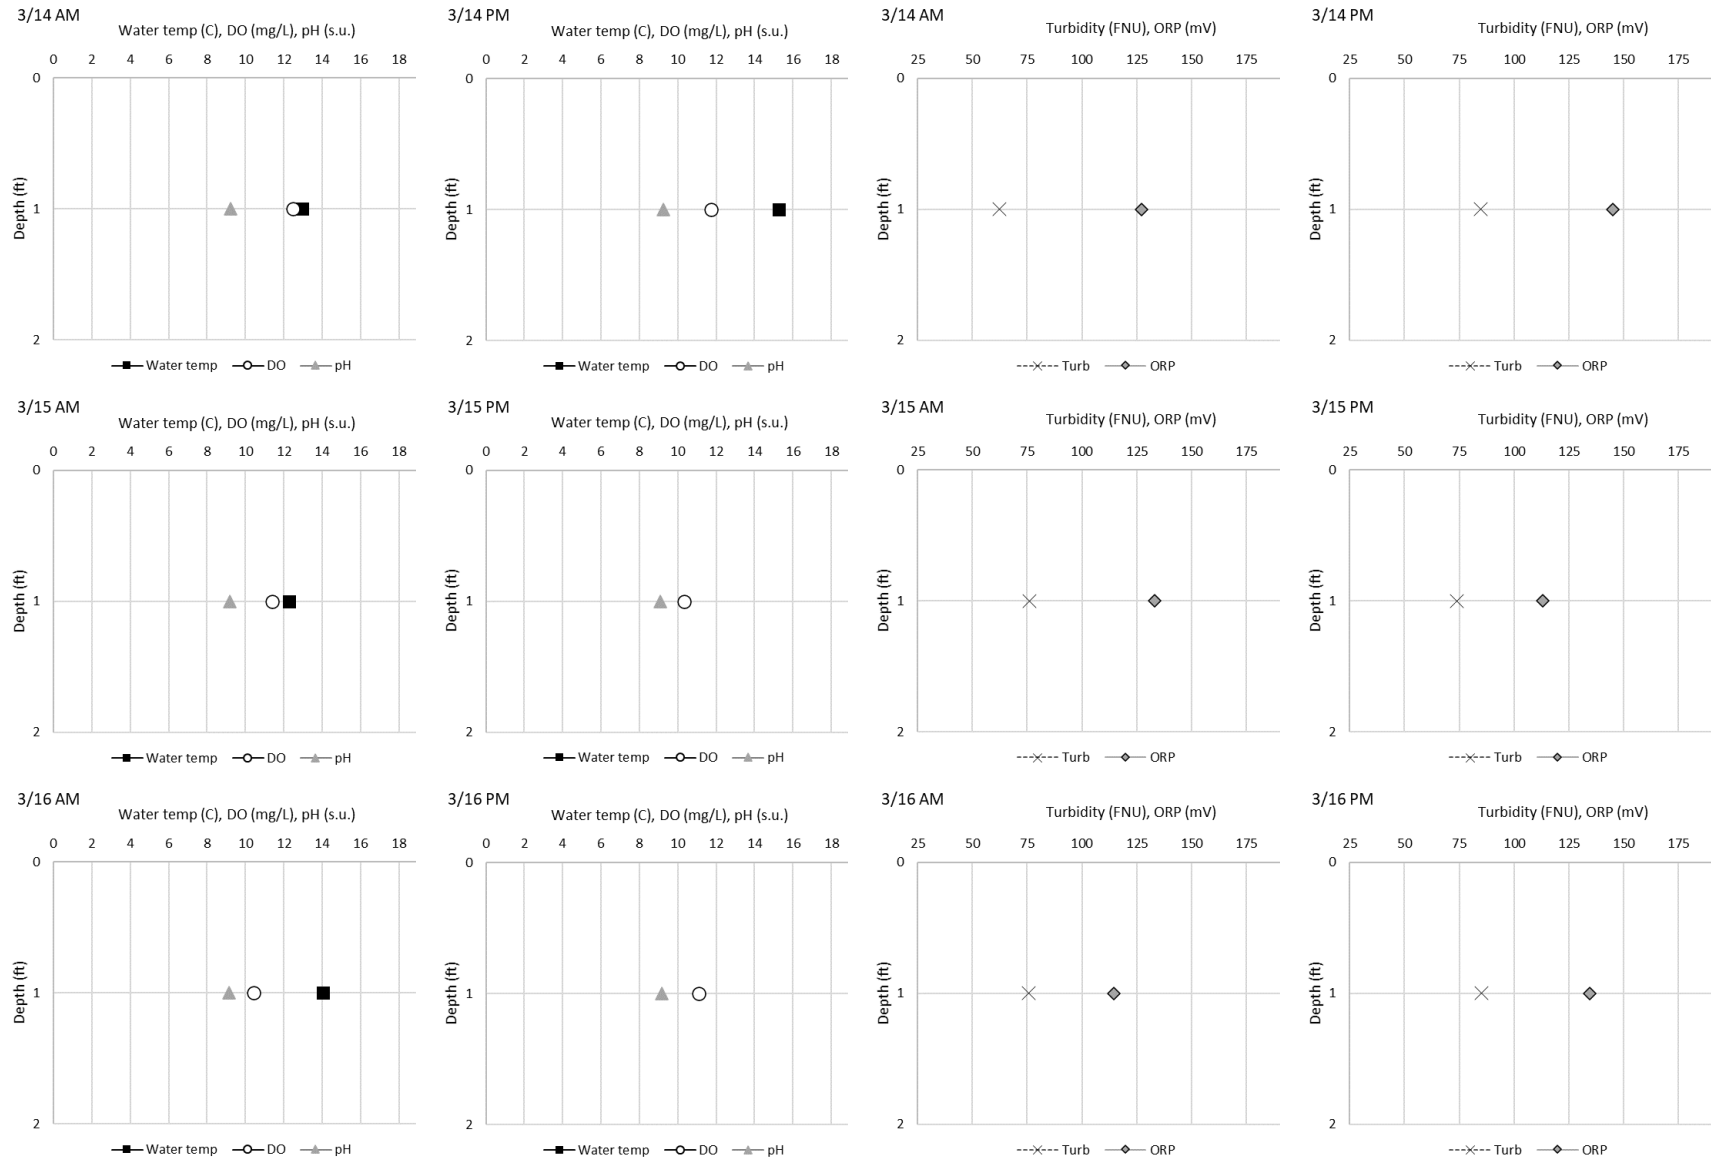 3/14 AM
Water temp (C), DO (mg/L), pH (s.u.)
0 2 4 6 8 10 12 14 16 18
0
1
2
Depth (ft)
Water temp DO pH
3/14 PM
Water temp (C), DO (mg/L), pH (s.u.)
0 2 4 6 8 10 12 14 16 18
0
1
2
Depth (ft)
Water temp DO pH
3/14 AM
Turbidity (FNU), ORP (mV)
25 50 75 100 125 150 175
0
1
2
Depth (ft)
Turb ORP
3/14 PM
Turbidity (FNU), ORP (mV)
25 50 75 100 125 150 175
0
1
2
Depth (ft)
Turb ORP
3/15 AM
Water temp (C), DO (mg/L), pH (s.u.)
0 2 4 6 8 10 12 14 16 18
0
1
2
Depth (ft)
Water temp DO pH
3/15 PM
Water temp (C), DO (mg/L), pH (s.u.)
0 2 4 6 8 10 12 14 16 18
0
1
2
Depth (ft)
Water temp DO pH
3/15 AM
Turbidity (FNU), ORP (mV)
25 50 75 100 125 150 175
0
1
2
Depth (ft)
Turb ORP
3/15 PM
Turbidity (FNU), ORP (mV)
25 50 75 100 125 150 175
0
1
2
Depth (ft)
Turb ORP
3/16 AM
Water temp (C), DO (mg/L), pH (s.u.)
0 2 4 6 8 10 12 14 16 18
0
1
2
Depth (ft)
Water temp DO pH
3/16 PM
Water temp (C), DO (mg/L), pH (s.u.)
0 2 4 6 8 10 12 14 16 18
0
1
2
Depth (ft)
Water temp DO pH
3/16 AM
Turbidity (FNU), ORP (mV)
25 50 75 100 125 150 175
0
1
2
Depth (ft)
Turb ORP
3/16 PM
Turbidity (FNU), ORP (mV)
25 50 75 100 125 150 175
0
1
2
Depth (ft)
Turb ORP